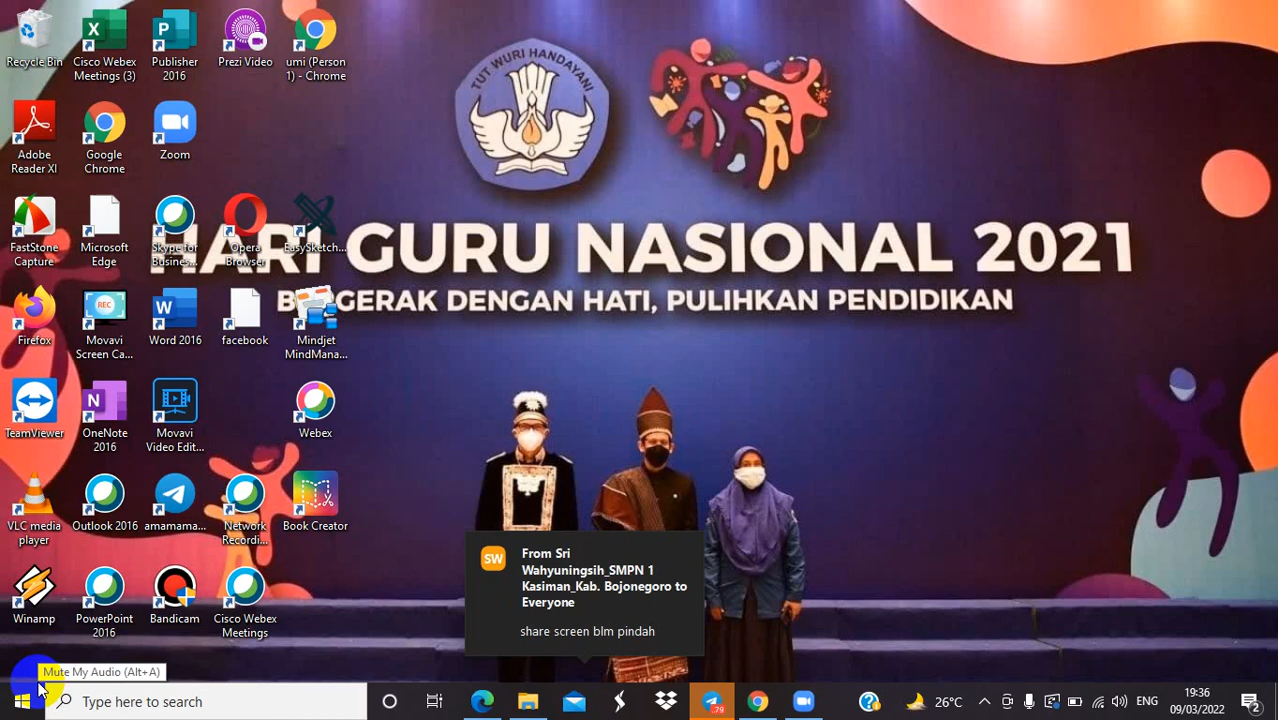 Recycle Bin
Cisco Webex
Meetings (3)
Publisher
2016
Prezi Video
umi (Person
1) - Chrome
TUT WURI HANDAYANI
Adobe
Reader XI
Google
Chrome
Zoom
FastStone
Capture
Microsoft
Edge
Skype for
Busines...
Opera
Browser
EasySketch...
HARI GURU NASIONAL 2021
BERGERAK DENGAN HATI, PULIHKAN PENDIDIKAN
Firefox
REC
Movavi
Screen Ca...
Word 2016
facebook
Mindjet
MindMana...
TeamViewer
OneNote
2016
Movavi
Video Edit...
Webex
VLC media
player
Outlook 2016
amamama...
Network
Recordi...
Book Creator
SW
From Sri
Wahyuningsih_SMPN 1
Kasiman_Kab. Bojonegoro to
Everyone
share screen blm pindah
Winamp
PowerPoint
2016
Bandicam
Cisco Webex
Meetings
Mute My Audio (Alt+A)
Type here to search
79
26°C
ENG
19:36
09/03/2022
2